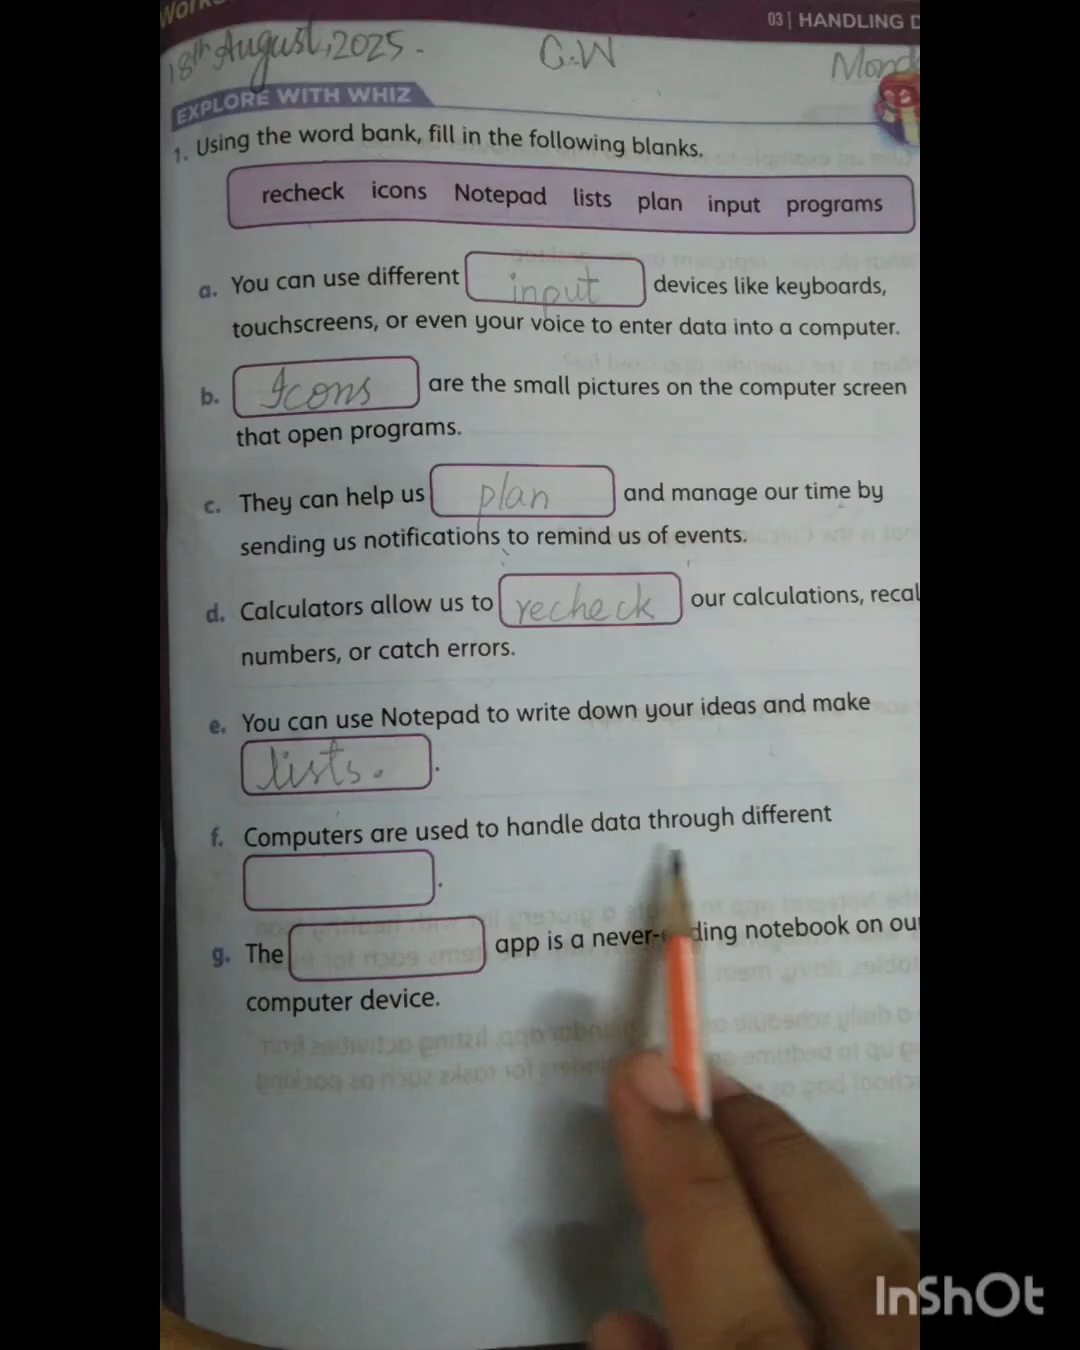 03 | HANDLING D
18th August, 2025.
C.W
EXPLORE WITH WHIZ
1. Using the word bank, fill in the following blanks.
recheck icons Notepad lists plan input programs
a. You can use different input devices like keyboards,
touchscreens, or even your voice to enter data into a computer.
b. Icons are the small pictures on the computer screen
that open programs.
c. They can help us plan and manage our time by
sending us notifications to remind us of events.
d. Calculators allow us to recheck our calculations, recal
numbers, or catch errors.
e. You can use Notepad to write down your ideas and make
lists. .
f. Computers are used to handle data through different
.
g. The app is a never-ding notebook on ou
computer device.
InShOt